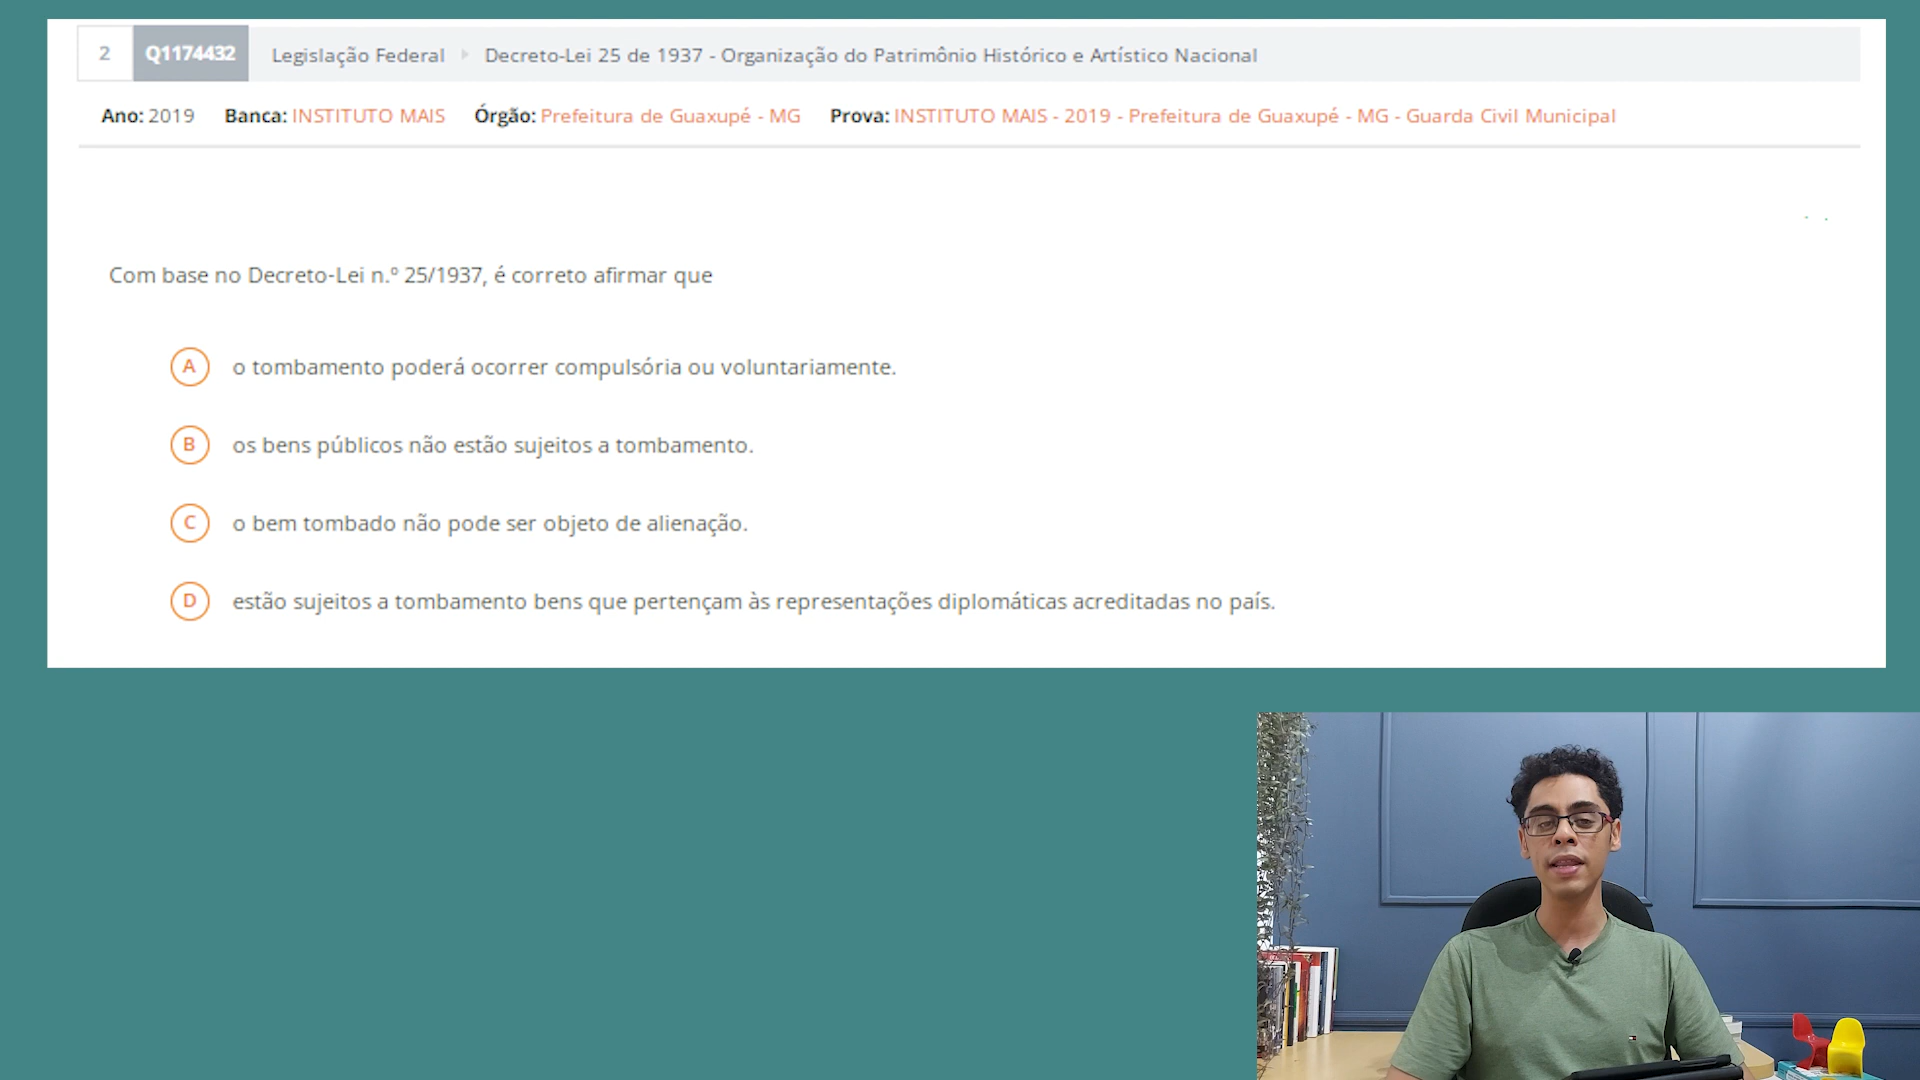 2 Q1174432 Legislação Federal Decreto-Lei 25 de 1937 - Organização do Patrimônio Histórico e Artístico Nacional
Ano: 2019 Banca: INSTITUTO MAIS Órgão: Prefeitura de Guaxupé - MG Prova: INSTITUTO MAIS - 2019 - Prefeitura de Guaxupé - MG - Guarda Civil Municipal
Com base no Decreto-Lei n.º 25/1937, é correto afirmar que
A o tombamento poderá ocorrer compulsória ou voluntariamente.
B os bens públicos não estão sujeitos a tombamento.
C o bem tombado não pode ser objeto de alienação.
D estão sujeitos a tombamento bens que pertençam às representações diplomáticas acreditadas no país.